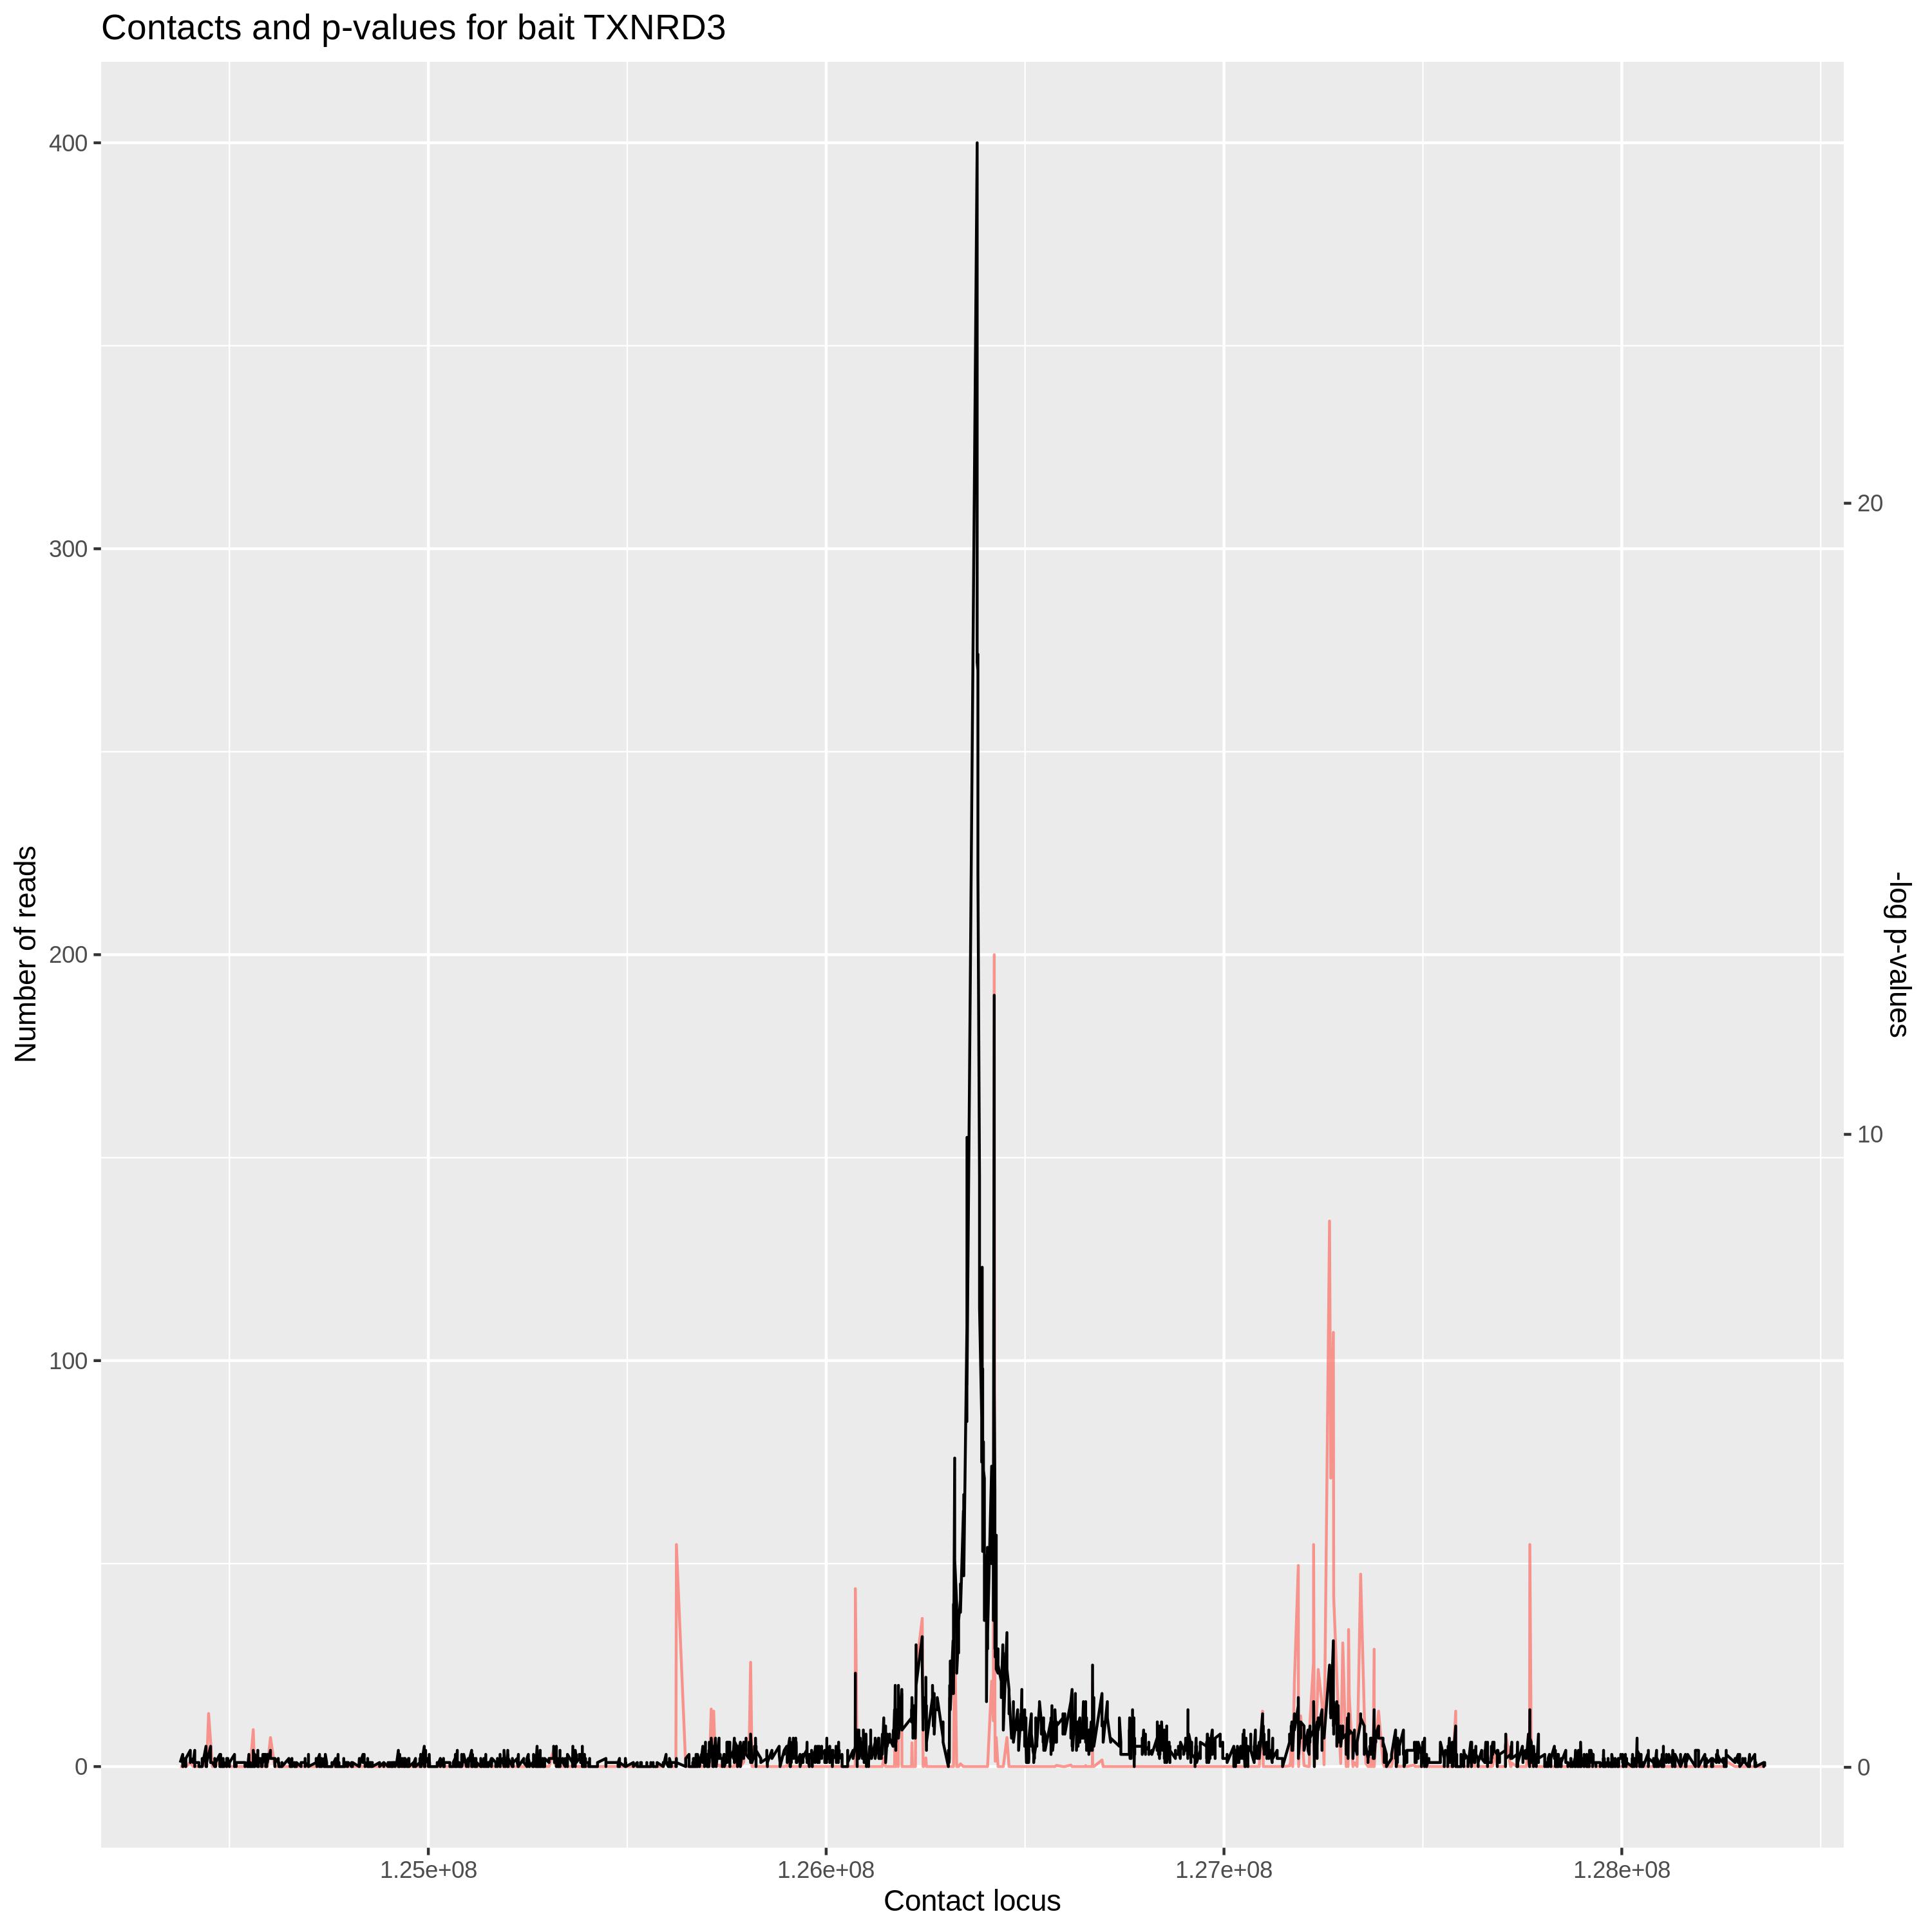 Contacts and p-values for bait TXNRD3
400
300
200
100
0
Number of reads
20
10
0
-log p-values
1.25e+08
1.26e+08
1.27e+08
1.28e+08
Contact locus